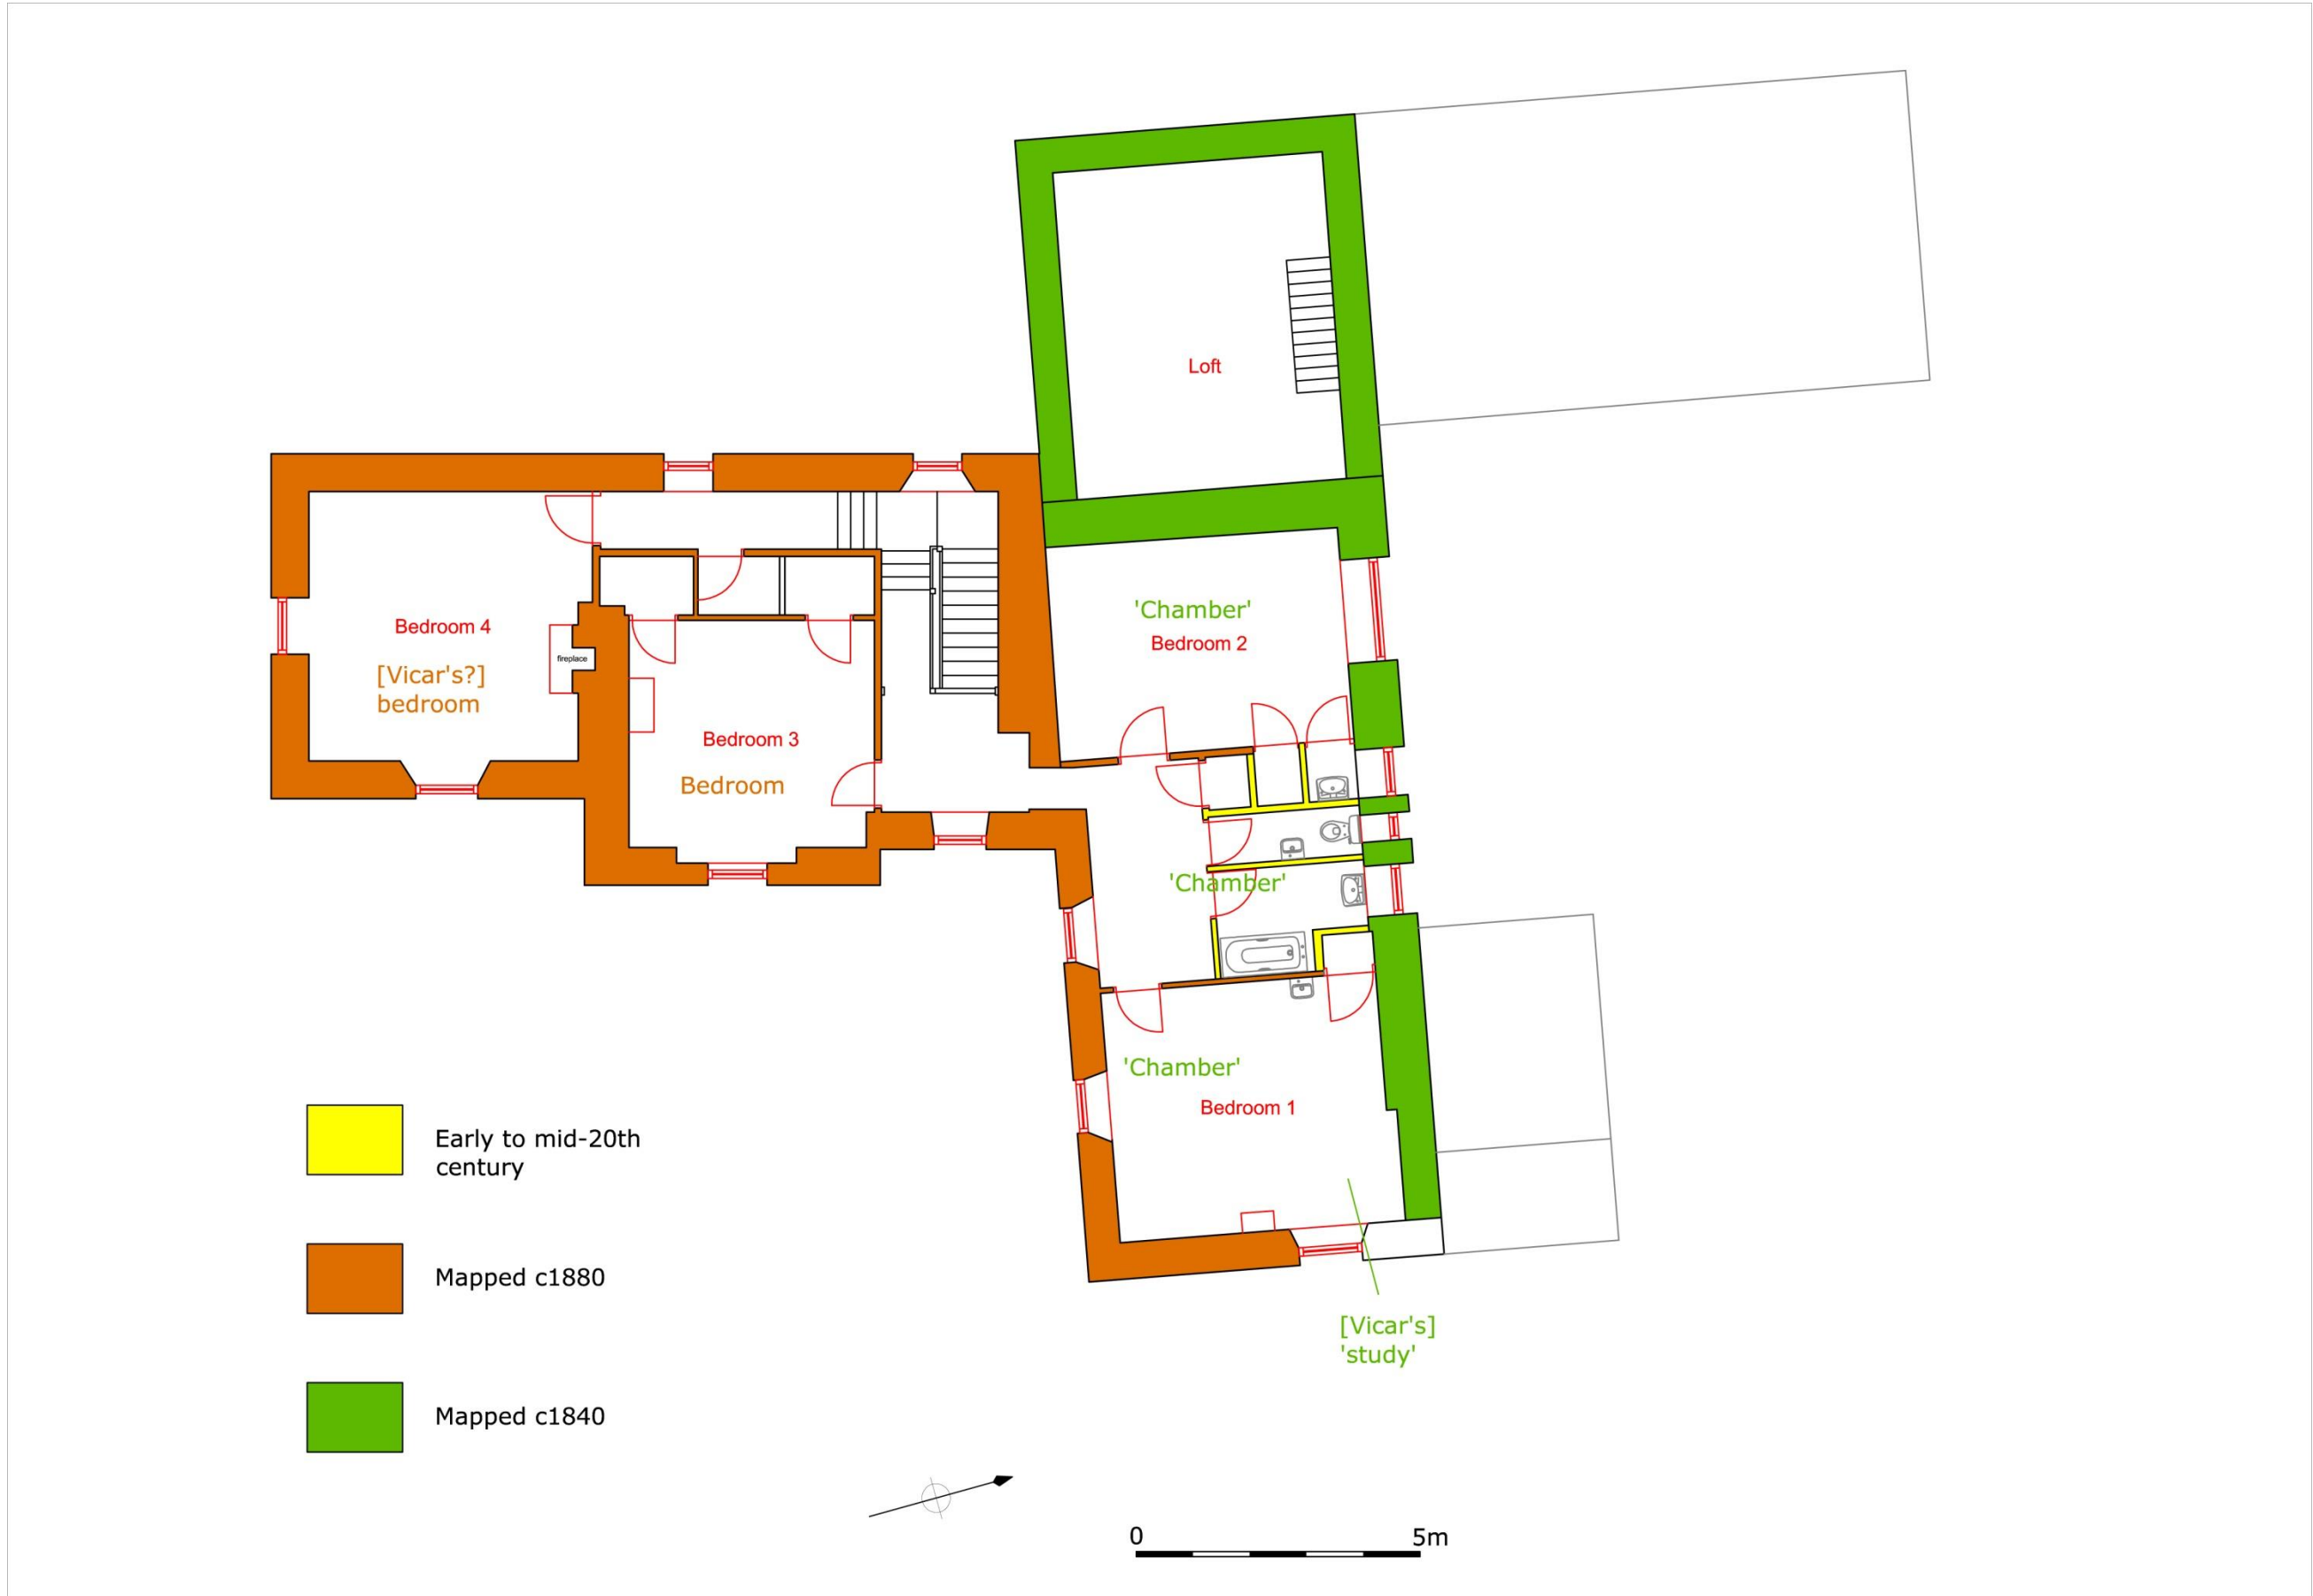 Loft
'Chamber'
Bedroom 2
Bedroom 4
fireplace
[Vicar's?]
bedroom
Bedroom 3
Bedroom
'Chamber'
'Chamber'
Bedroom 1
[Vicar's]
'study'
Early to mid-20th
century
Mapped c1880
Mapped c1840
0 5m